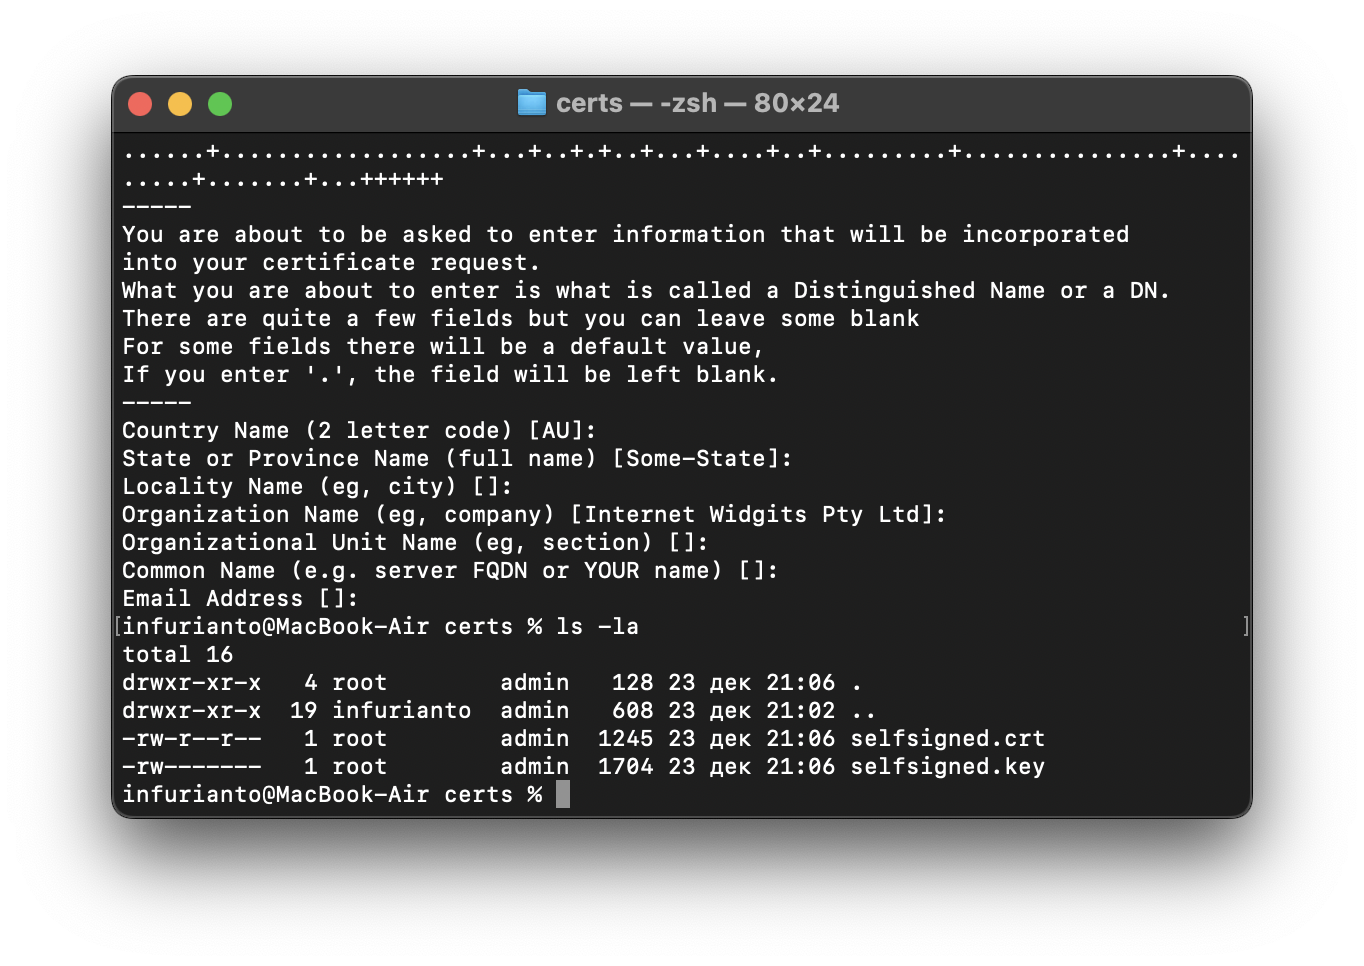 certs — -zsh — 80×24
......+..................+...+..+.+..+...+....+..+.........+...............+....
.....+.......+...++++++
-----
You are about to be asked to enter information that will be incorporated
into your certificate request.
What you are about to enter is what is called a Distinguished Name or a DN.
There are quite a few fields but you can leave some blank
For some fields there will be a default value,
If you enter '.', the field will be left blank.
-----
Country Name (2 letter code) [AU]:
State or Province Name (full name) [Some-State]:
Locality Name (eg, city) []:
Organization Name (eg, company) [Internet Widgits Pty Ltd]:
Organizational Unit Name (eg, section) []:
Common Name (e.g. server FQDN or YOUR name) []:
Email Address []:
[infurianto@MacBook-Air certs % ls -la ]
total 16
drwxr-xr-x   4 root        admin   128 23 дек 21:06 .
drwxr-xr-x  19 infurianto  admin   608 23 дек 21:02 ..
-rw-r--r--   1 root        admin  1245 23 дек 21:06 selfsigned.crt
-rw-------   1 root        admin  1704 23 дек 21:06 selfsigned.key
infurianto@MacBook-Air certs %